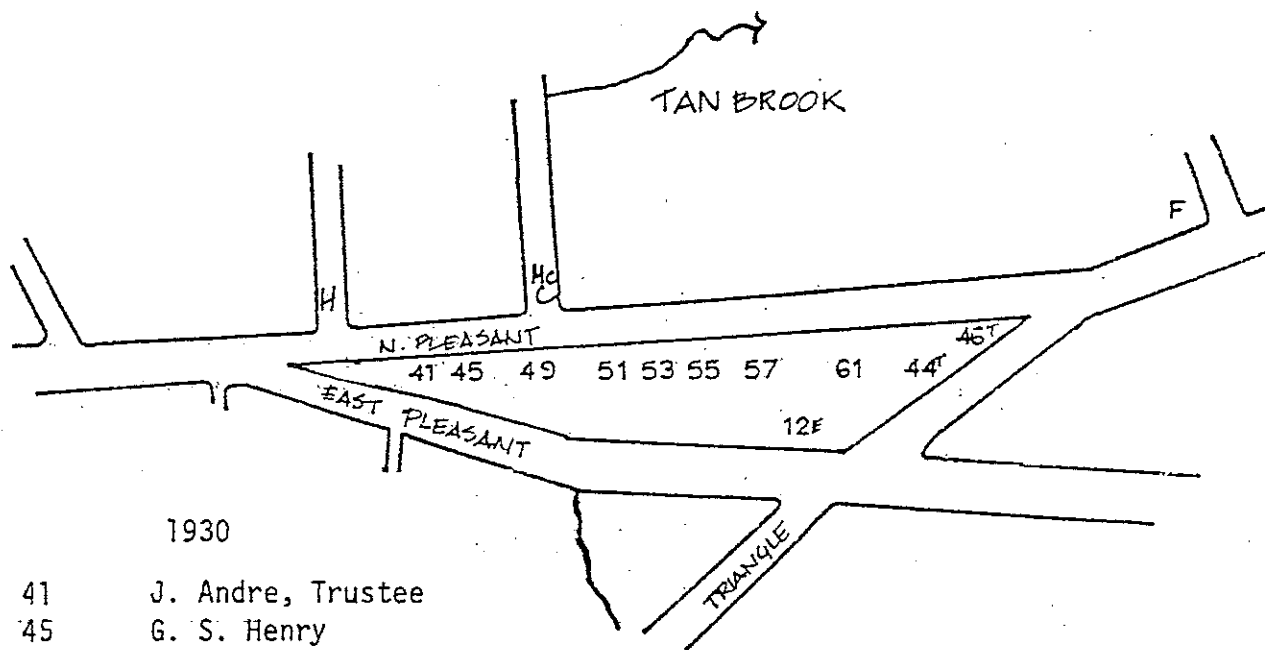 TAN BROOK
F
H
Mc
N. PLEASANT
46T
41 45 49 51 53 55 57 61 44T
EAST PLEASANT
12E
TRIANGLE
1930
41 J. Andre, Trustee
45 G. S. Henry